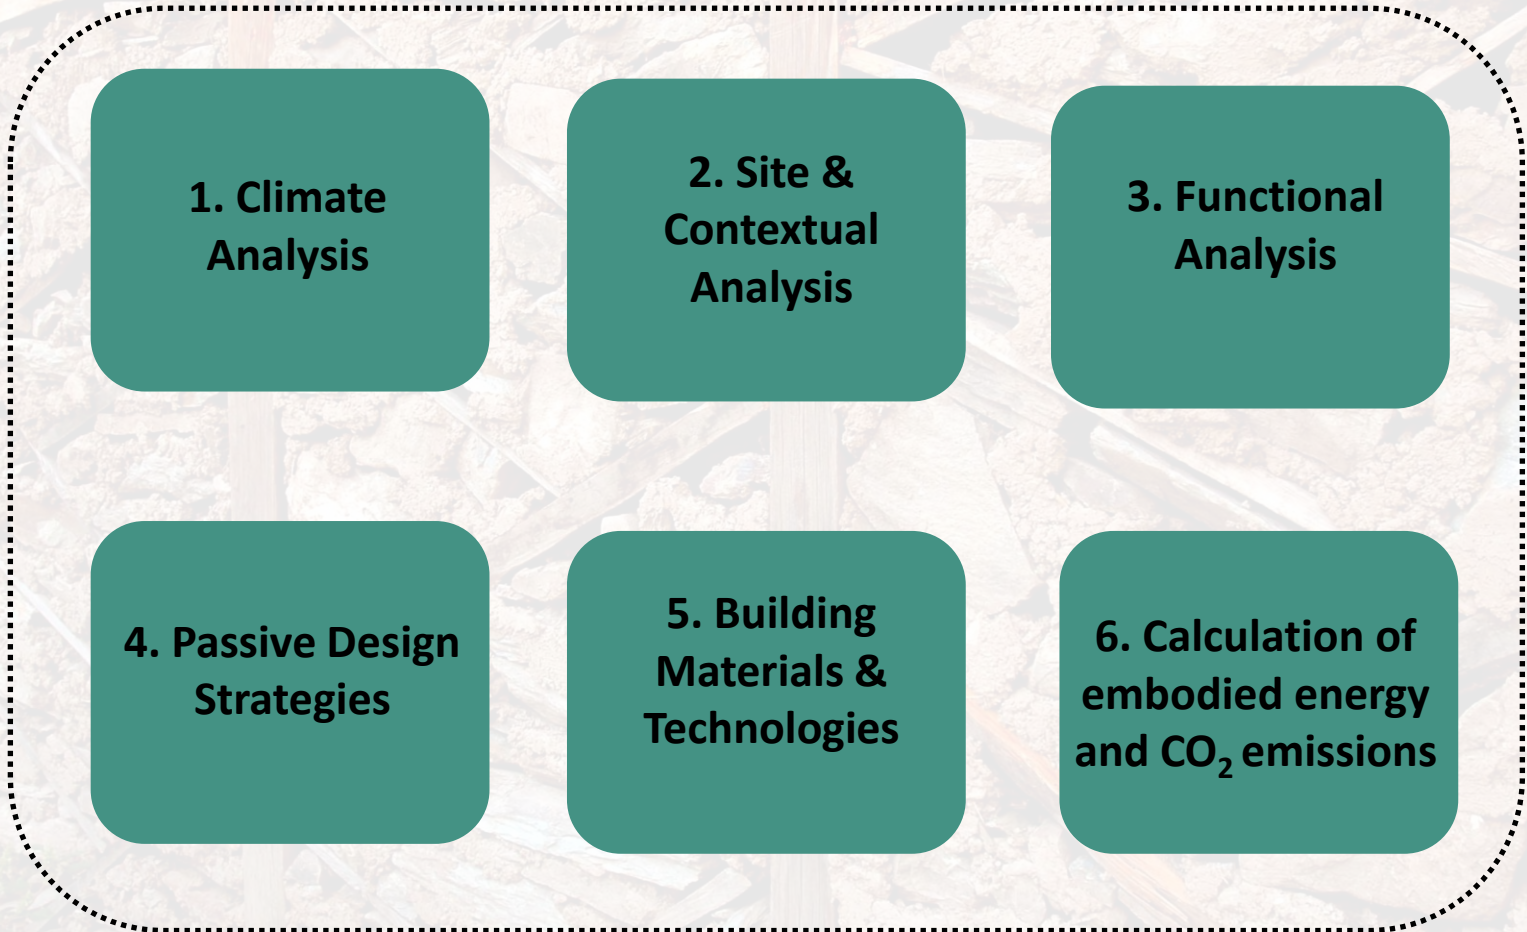 1. Climate
Analysis
2. Site &
Contextual
Analysis
3. Functional
Analysis
4. Passive Design
Strategies
5. Building
Materials &
Technologies
6. Calculation of
embodied energy
and CO₂ emissions